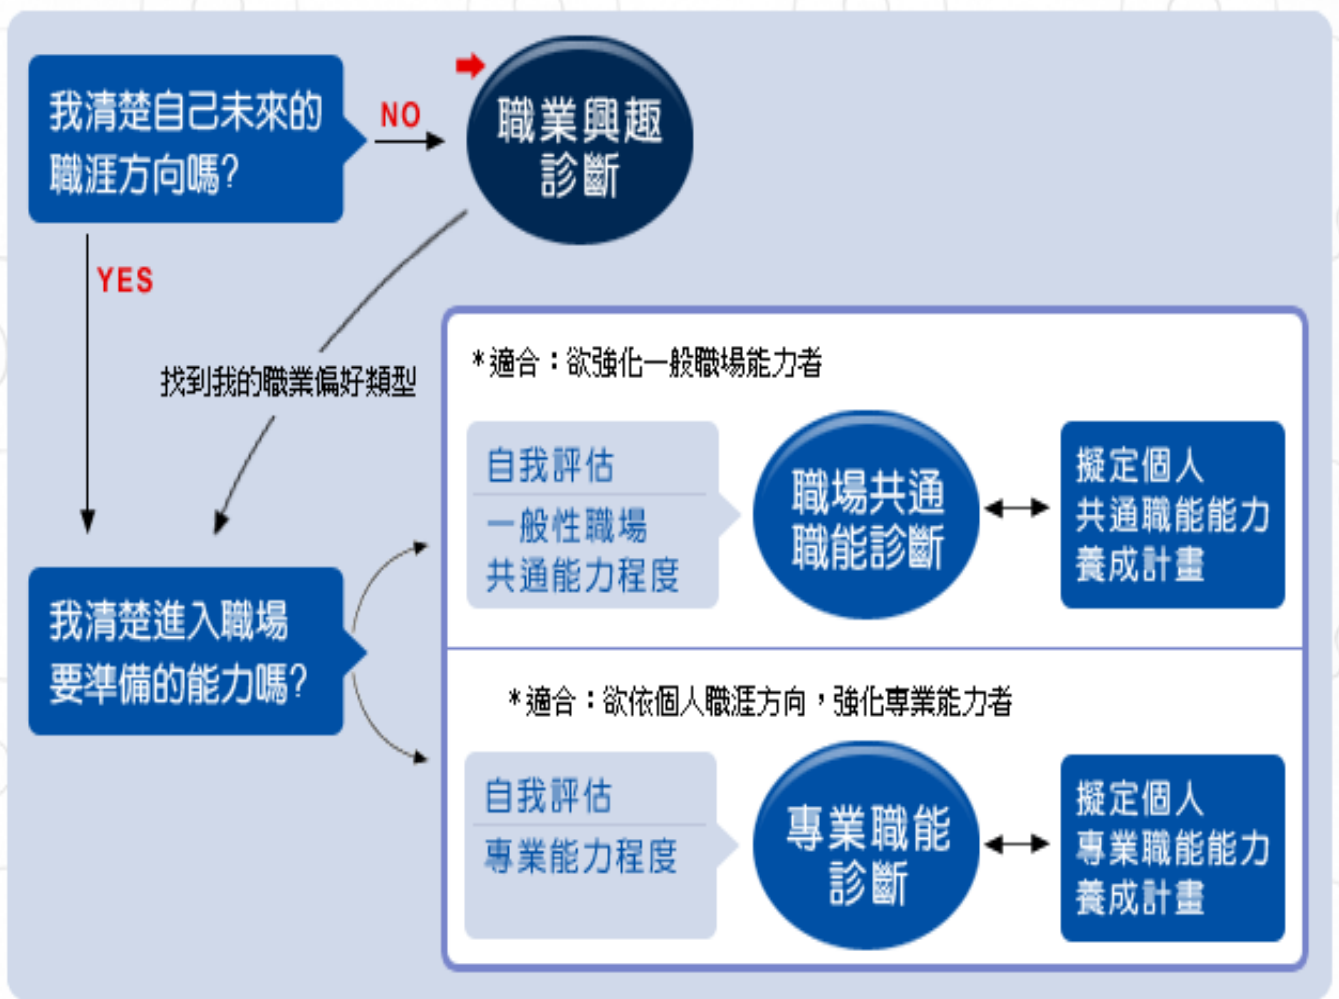 我清楚自己未來的
職涯方向嗎?
NO
職業興趣
診斷
YES
找到我的職業偏好類型
我清楚進入職場
要準備的能力嗎?
*適合：欲強化一般職場能力者
自我評估
一般性職場
共通能力程度
職場共通
職能診斷
擬定個人
共通職能能力
養成計畫
*適合：欲依個人職涯方向，強化專業能力者
自我評估
專業能力程度
專業職能
診斷
擬定個人
專業職能能力
養成計畫